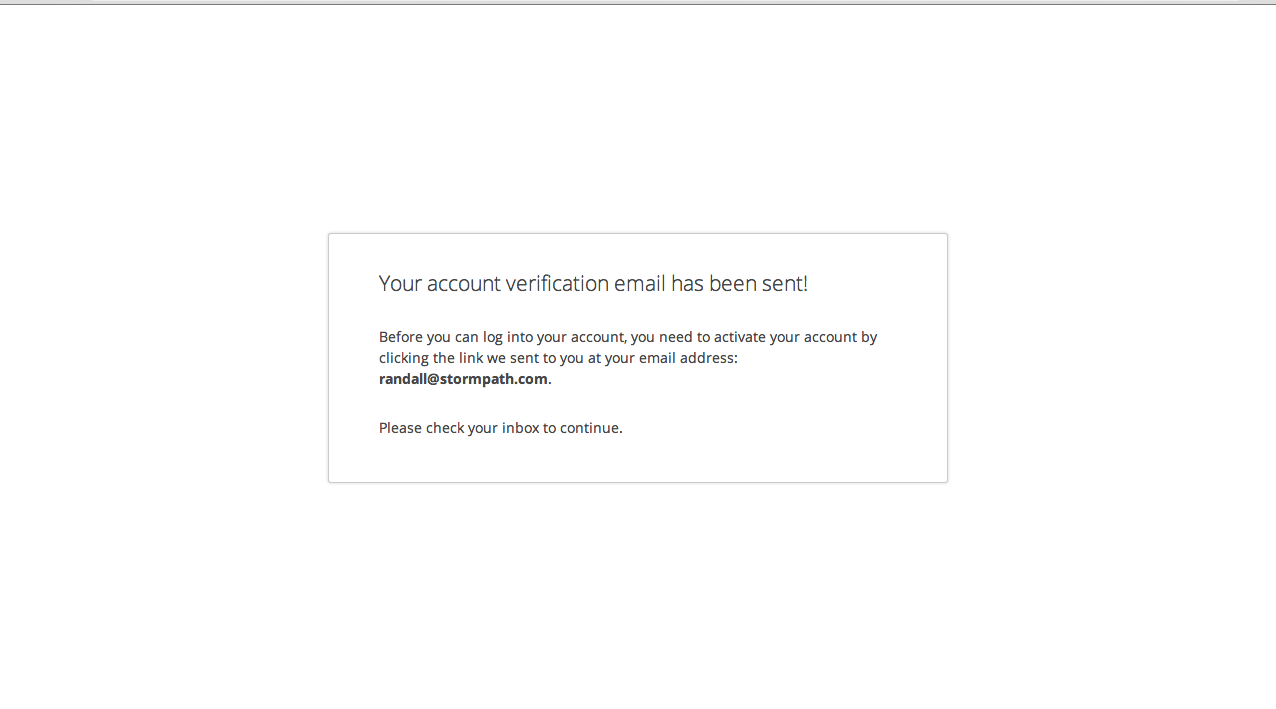 Your account verification email has been sent!
Before you can log into your account, you need to activate your account by
clicking the link we sent to you at your email address:
randall@stormpath.com.
Please check your inbox to continue.